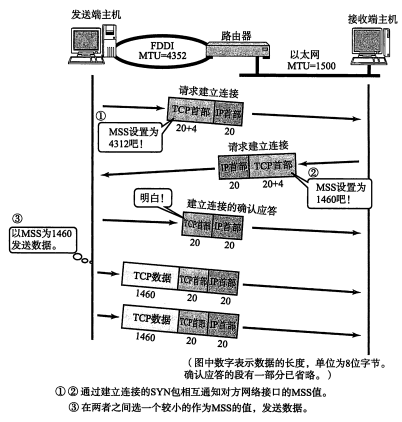 发送端主机
接收端主机
FDDI
MTU=4352
路由器
以太网
MTU=1500
请求建立连接
TCP首部 IP首部
20+4 20
①
MSS设置为
4312吧！
请求建立连接
IP首部 TCP首部
20 20+4
②
MSS设置为
1460吧！
明白！
建立连接的确认应答
TCP首部 IP首部
20 20
③
以MSS为1460
发送数据。
TCP数据 TCP首部 IP首部
1460 20 20
TCP数据 TCP首部 IP首部
1460 20 20
（图中数字表示数据的长度，单位为8位字节。
确认应答的段有一部分已省略。）
①②通过建立连接的SYN包相互通知对方网络接口的MSS值。
③在两者之间选一个较小的作为MSS的值，发送数据。